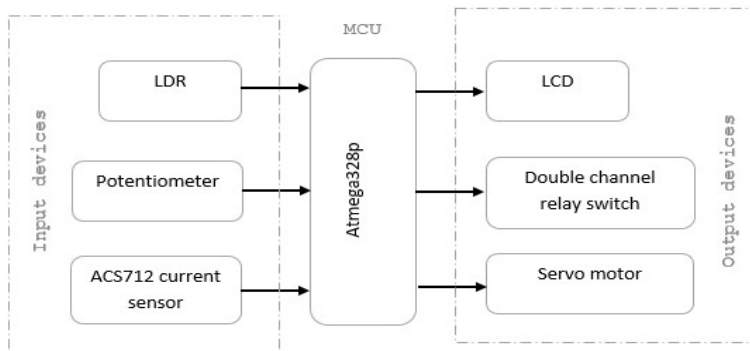 MCU
Input devices
LDR
Potentiometer
ACS712 current
sensor
Atmega328p
LCD
Double channel
relay switch
Servo motor
Output devices